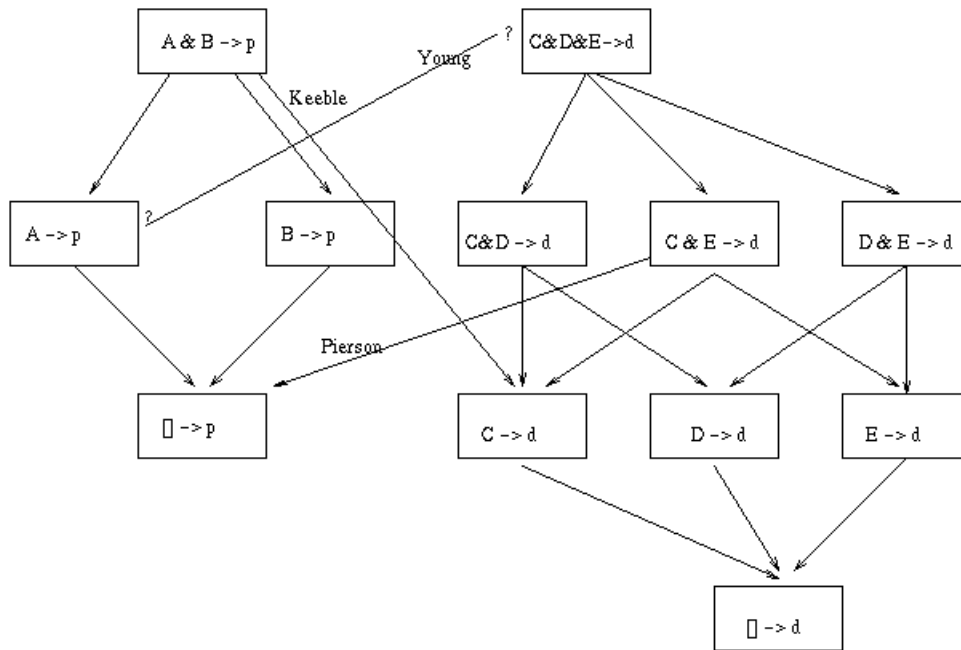 A & B -> p
?
C&D&E->d
Young
Keeble
A -> p
?
B -> p
C&D -> d
C & E -> d
D & E -> d
Pierson
[] -> p
C -> d
D -> d
E -> d
[] -> d